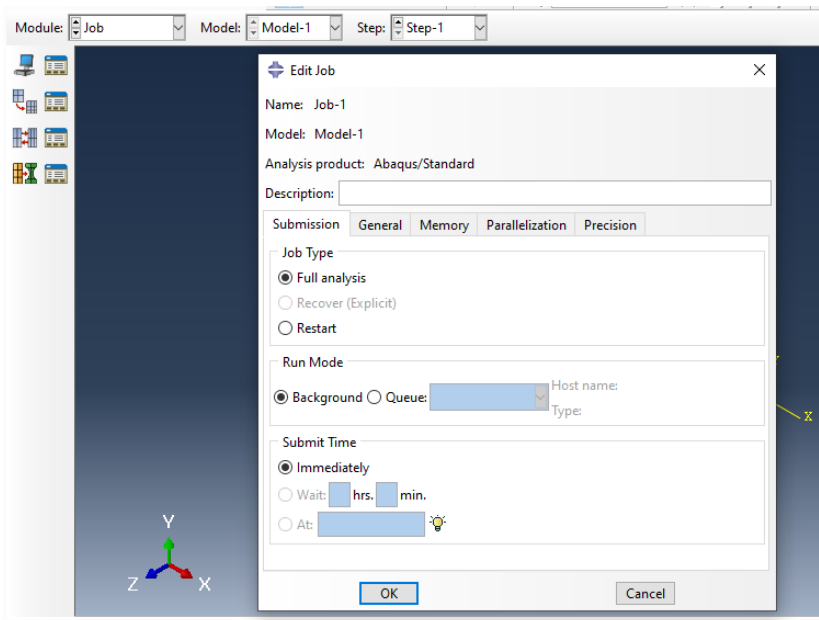 Module: Job Model: Model-1 Step: Step-1
Edit Job
Name: Job-1
Model: Model-1
Analysis product: Abaqus/Standard
Description:
Submission General Memory Parallelization Precision
Job Type
Full analysis
Recover (Explicit)
Restart
Run Mode
Background Queue: Host name:
Type:
Submit Time
Immediately
Wait: hrs. min.
At:
OK Cancel
X
Y
Z X